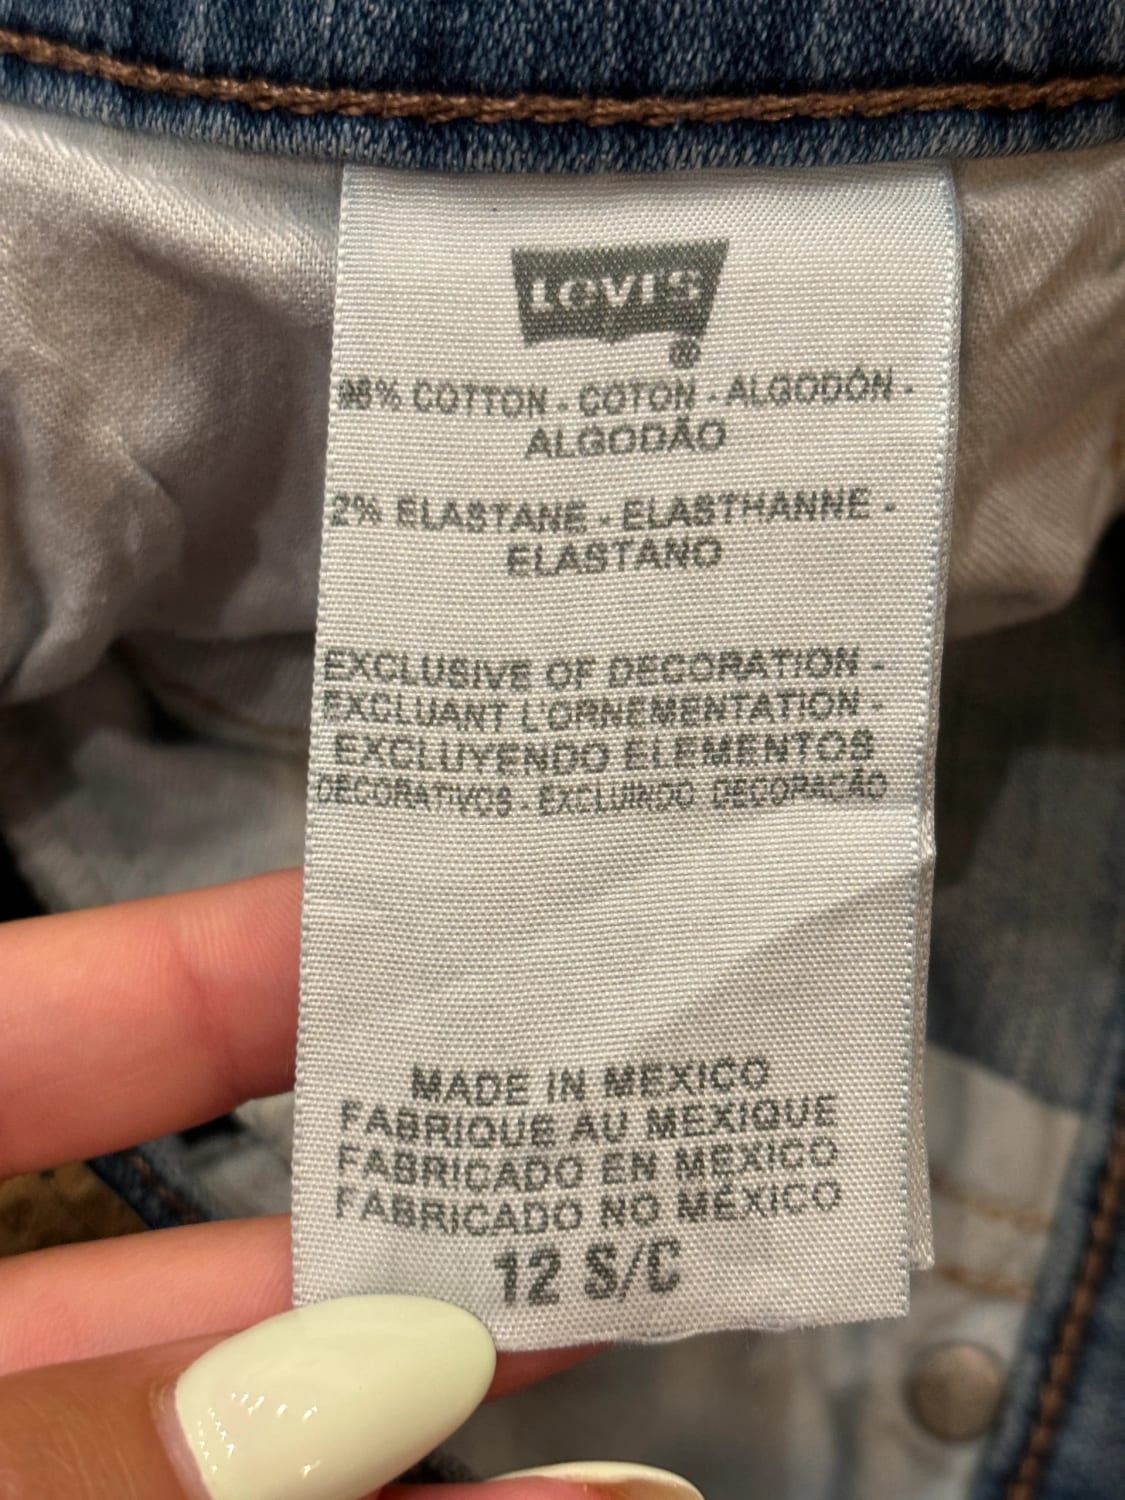 LEVI'S
®
98% COTTON - COTON - ALGODÓN -
ALGODÃO
2% ELASTANE - ELASTHANNE -
ELASTANO
EXCLUSIVE OF DECORATION -
EXCLUANT L'ORNEMENTATION -
EXCLUYENDO ELEMENTOS
DECORATIVOS - EXCLUINDO DECORAÇÃO
MADE IN MEXICO
FABRIQUE AU MEXIQUE
FABRICADO EN MÉXICO
FABRICADO NO MÉXICO
12 S/C